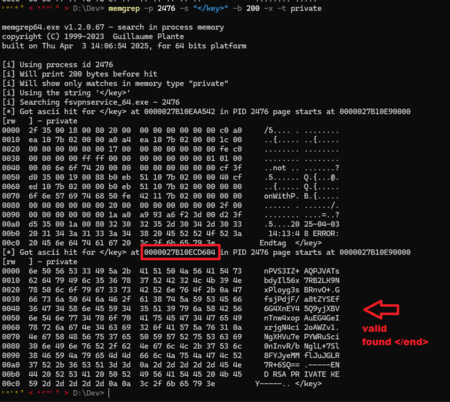 D:\Dev> memgrep -p 2476 -s "</key>" -b 200 -x -t private
memgrep64.exe v1.2.0.67 - search in process memory
copyright (C) 1999-2023 Guillaume Plante
built on Thu Apr 3 14:06:54 2025, for 64 bits platform
[i] Using process id 2476
[i] Will print 200 bytes before hit
[i] Will show only matches in memory type "private"
[i] Searching fsvpnservice_64.exe - 2476
[*] Got ascii hit for </key> at 0000027B10EAA542 in PID 2476 page starts at 0000027B10E90000
[rw ] - private
0000 2f 35 00 18 00 80 20 00 00 00 00 00 00 00 c0 a0 /5.... . ........
0010 ea 10 7b 02 00 00 a0 a4 ea 10 7b 02 00 00 1c 00 ..{..... ..{.....
0020 00 00 00 00 00 00 17 00 00 00 00 00 00 00 fe c0 ........ ........
0030 00 00 00 00 ff ff 00 00 00 00 00 00 00 01 01 00 ........ ........
0040 00 00 6e 6f 74 20 00 00 00 00 00 00 00 00 cf 3f ..not .. .......?
0050 d3 35 00 19 00 88 b0 eb 51 10 7b 02 00 00 40 cf .5...... Q.{...@.
0060 ed 10 7b 02 00 00 b0 eb 51 10 7b 02 00 00 00 00 ..{..... Q.{.....
0070 6f 6e 57 69 74 68 50 fe 42 11 7b 02 00 00 00 00 onWithP. B.{.....
0080 00 00 00 00 00 00 20 00 00 00 00 00 00 00 2f 00 ...... . ....../.
0090 00 00 00 00 00 00 1a a0 a9 93 a6 f2 3d 00 d2 3f ........ ....=..?
00a0 d5 35 00 1a 00 08 32 30 32 35 2d 30 34 2d 30 33 .5....20 25-04-03
00b0 20 31 34 3a 31 33 3a 34 38 20 45 52 52 4f 52 3a 14:13:4 8 ERROR:
00c0 20 45 6e 64 74 61 67 20 3c 2f 6b 65 79 3e Endtag </key>
[*] Got ascii hit for </key> at 0000027B10ECD604 in PID 2476 page starts at 0000027B10E90000
[rw ] - private
0000 6e 50 56 53 33 49 5a 2b 41 51 50 4a 56 41 54 73 nPVS3IZ+ AQPJVATs
0010 62 64 79 49 6c 35 36 78 37 52 42 32 4c 4b 39 4e bdyIl56x 7RB2LK9N
0020 78 50 6c 6f 79 67 33 73 42 52 6e 76 4f 2b 0a 47 xPloyg3s BRnvO+.G
0030 66 73 6a 50 64 6a 46 2f 61 38 74 5a 59 53 45 66 fsjPdjF/ a8tZYSEf
0040 36 47 34 58 6e 45 59 34 35 51 39 79 6a 58 42 56 6G4XnEY4 5Q9yjXBV
0050 6e 54 6e 6d 77 34 78 6f 70 41 75 45 47 34 47 65 49 nTnmw4xo pAuEG4GeI
0060 78 72 6a 67 4e 34 63 69 32 6f 41 57 5a 76 31 0a xrjgN4ci 2oAWZv1.
0070 4e 67 58 48 56 75 37 65 50 59 57 52 75 53 63 69 NgXHVu7e PYWRuSci
0080 30 6e 49 6e 76 52 2f 62 4e 67 6c 4c 2b 37 53 6c 0nInvR/b NglL+7Sl
0090 38 46 59 4a 79 65 4d 4d 66 6c 4a 75 4a 47 4c 52 8FYJyeMM flJuJGLR
00a0 37 52 2b 36 53 51 3d 3d 0a 2d 2d 2d 2d 2d 45 4e 7R+6SQ== .-----EN
00b0 44 20 52 53 41 20 50 52 49 56 41 54 45 20 4b 45 D RSA PR IVATE KE
00c0 59 2d 2d 2d 2d 2d 0a 0a 3c 2f 6b 65 79 3e Y-----.. </key>
valid
found </end>
D:\Dev>